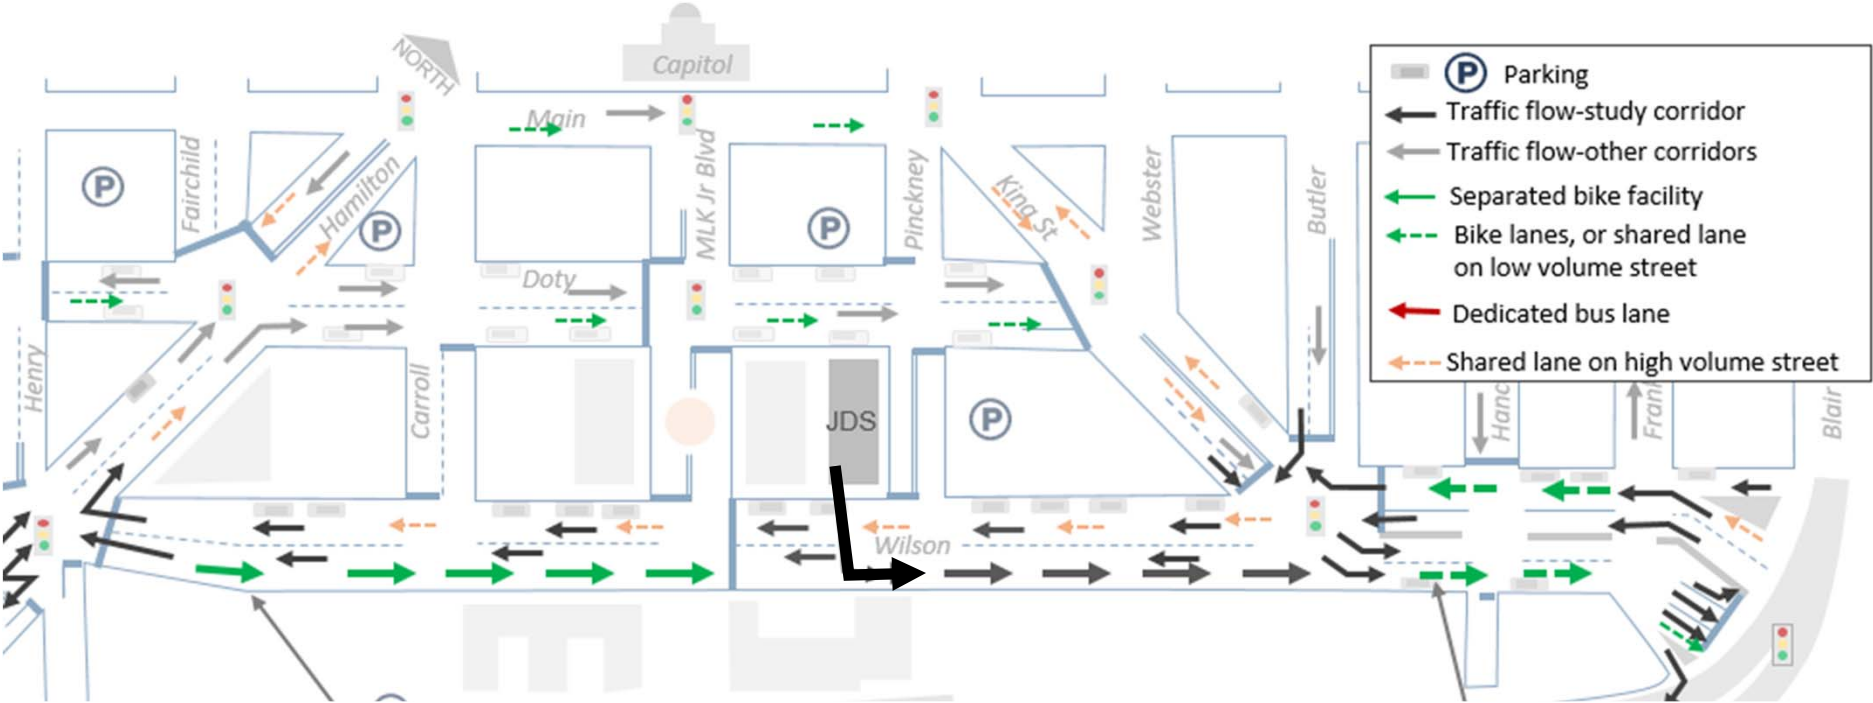 Capitol
NORTH
Main
Fairchild
Hamilton
MLK Jr Blvd
Pinckney
King St
Webster
Butler
P
P
P
Doty
Henry
Carroll
JDS
P
Wilson
Hanc
Frank
Blair
P Parking
Traffic flow-study corridor
Traffic flow-other corridors
Separated bike facility
Bike lanes, or shared lane
on low volume street
Dedicated bus lane
Shared lane on high volume street